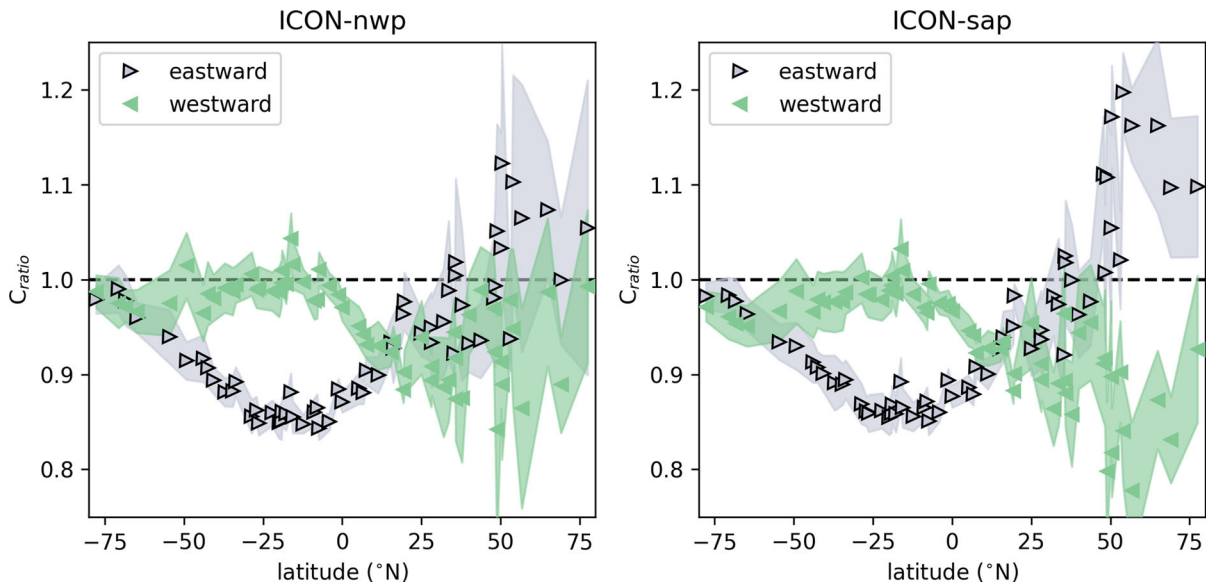 ICON-nwp
eastward
westward
C_ratio
1.2
1.1
1.0
0.9
0.8
−75 −50 −25 0 25 50 75
latitude (°N)
ICON-sap
eastward
westward
C_ratio
1.2
1.1
1.0
0.9
0.8
−75 −50 −25 0 25 50 75
latitude (°N)